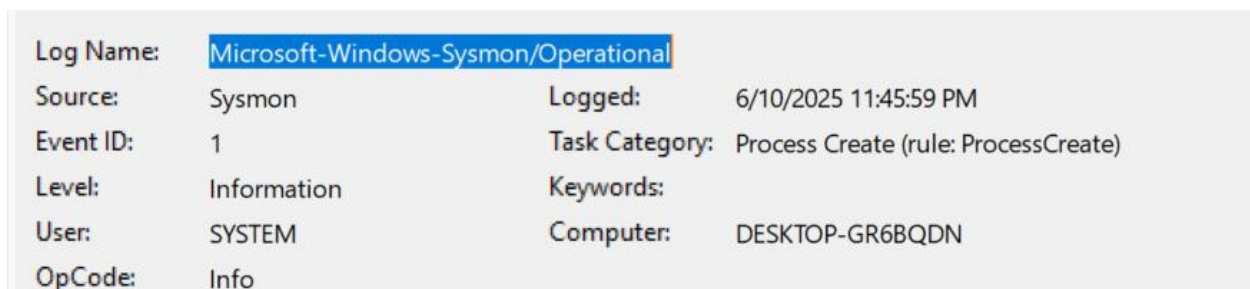 Log Name: Microsoft-Windows-Sysmon/Operational
Source: Sysmon Logged: 6/10/2025 11:45:59 PM
Event ID: 1 Task Category: Process Create (rule: ProcessCreate)
Level: Information Keywords:
User: SYSTEM Computer: DESKTOP-GR6BQDN
OpCode: Info